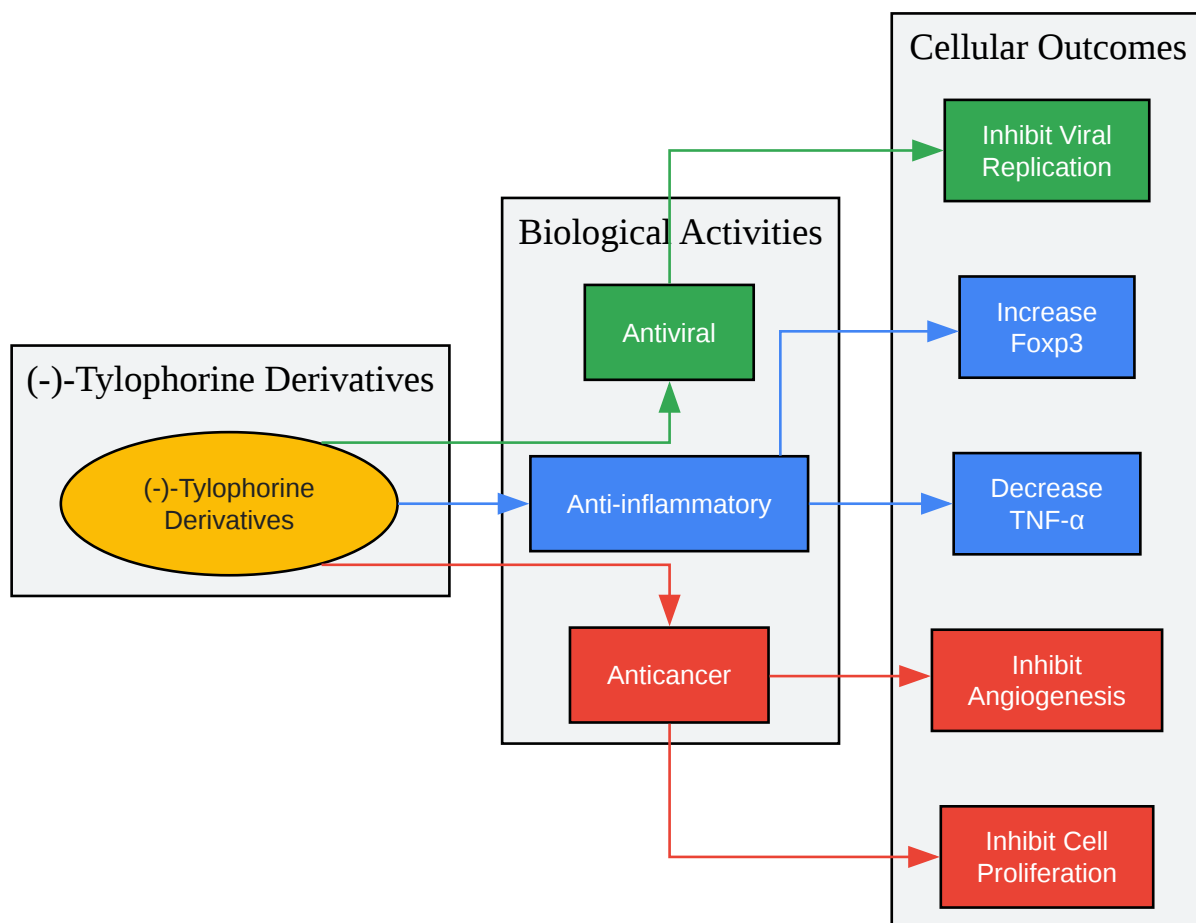 (-)-Tylophorine Derivatives
(-)-Tylophorine
Derivatives
Biological Activities
Antiviral
Anti-inflammatory
Anticancer
Cellular Outcomes
Inhibit Viral
Replication
Increase
Foxp3
Decrease
TNF-α
Inhibit
Angiogenesis
Inhibit Cell
Proliferation